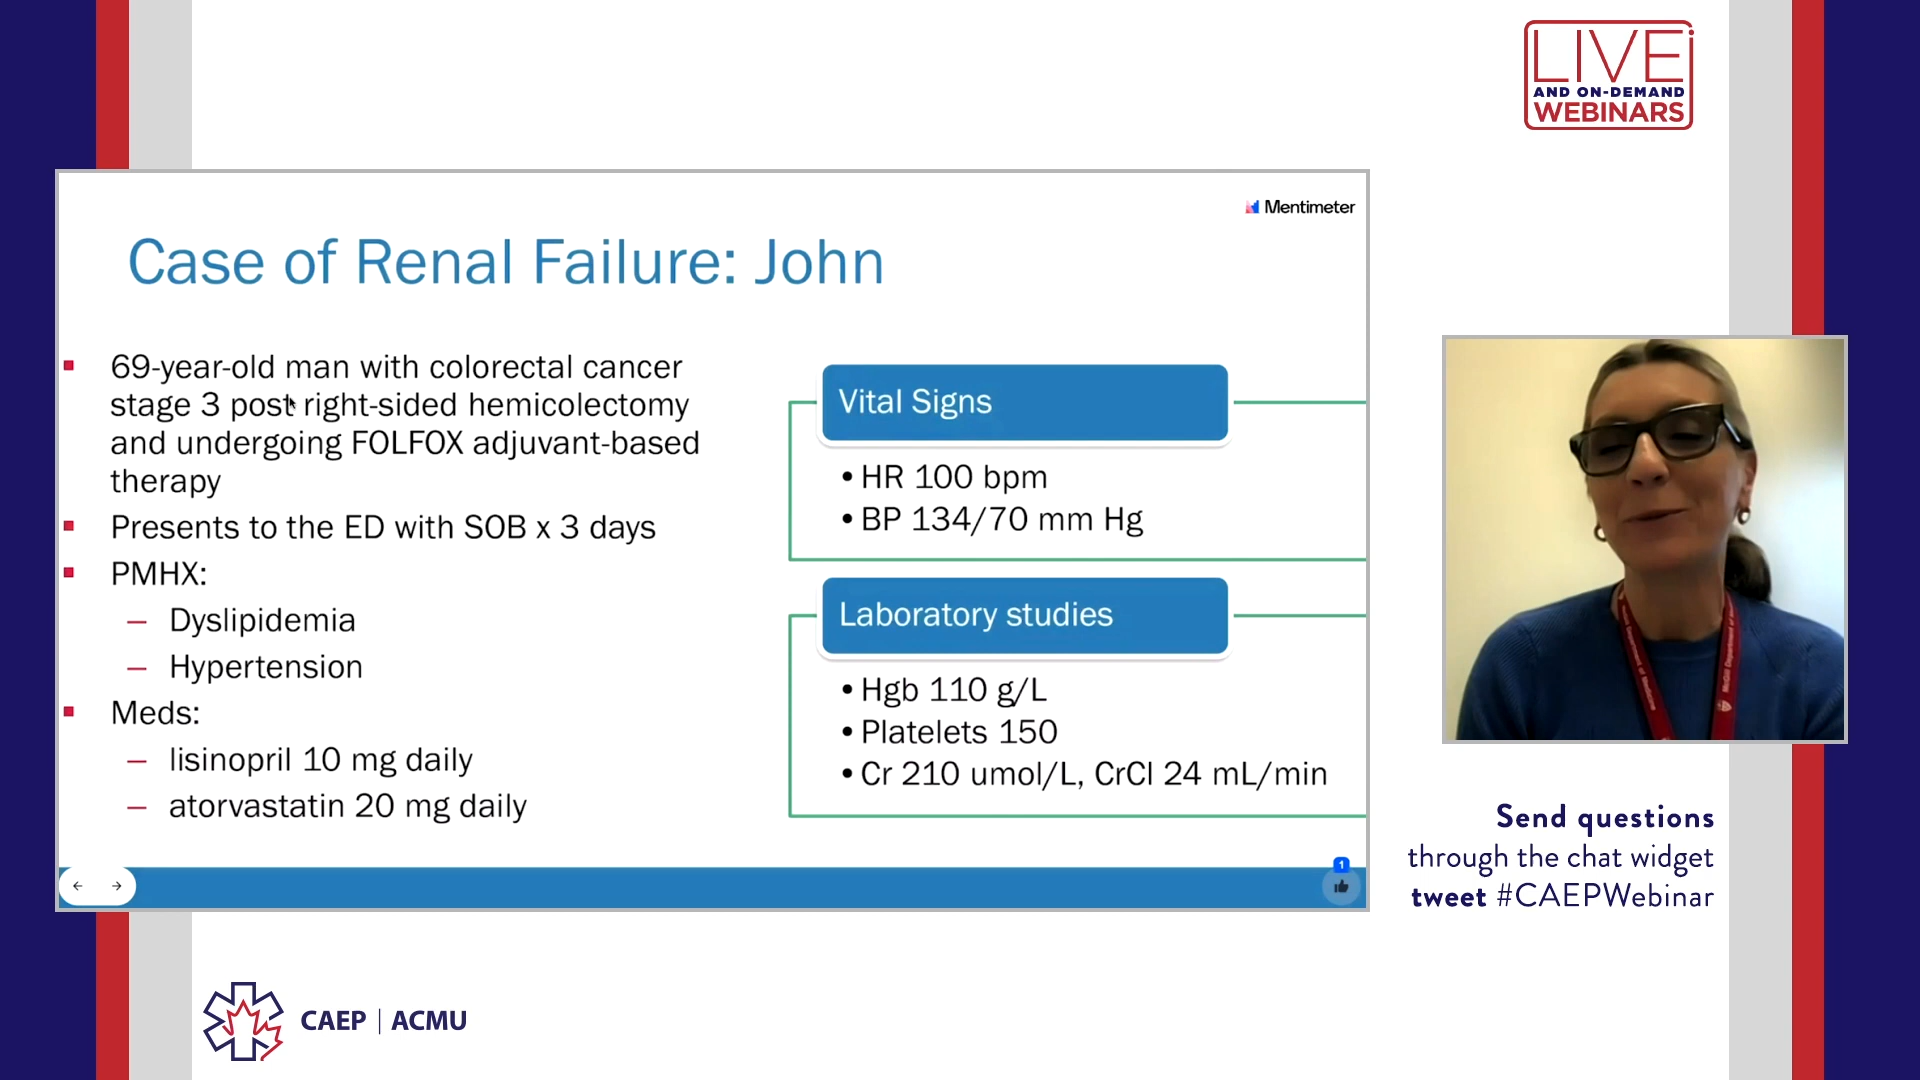 LIVE
AND ON-DEMAND
WEBINARS
Mentimeter
Case of Renal Failure: John
69-year-old man with colorectal cancer
stage 3 post right-sided hemicolectomy
and undergoing FOLFOX adjuvant-based
therapy
Presents to the ED with SOB x 3 days
PMHX:
– Dyslipidemia
– Hypertension
Meds:
– lisinopril 10 mg daily
– atorvastatin 20 mg daily
Vital Signs
• HR 100 bpm
• BP 134/70 mm Hg
Laboratory studies
• Hgb 110 g/L
• Platelets 150
• Cr 210 umol/L, CrCl 24 mL/min
1
Send questions
through the chat widget
tweet #CAEPWebinar
CAEP | ACMU